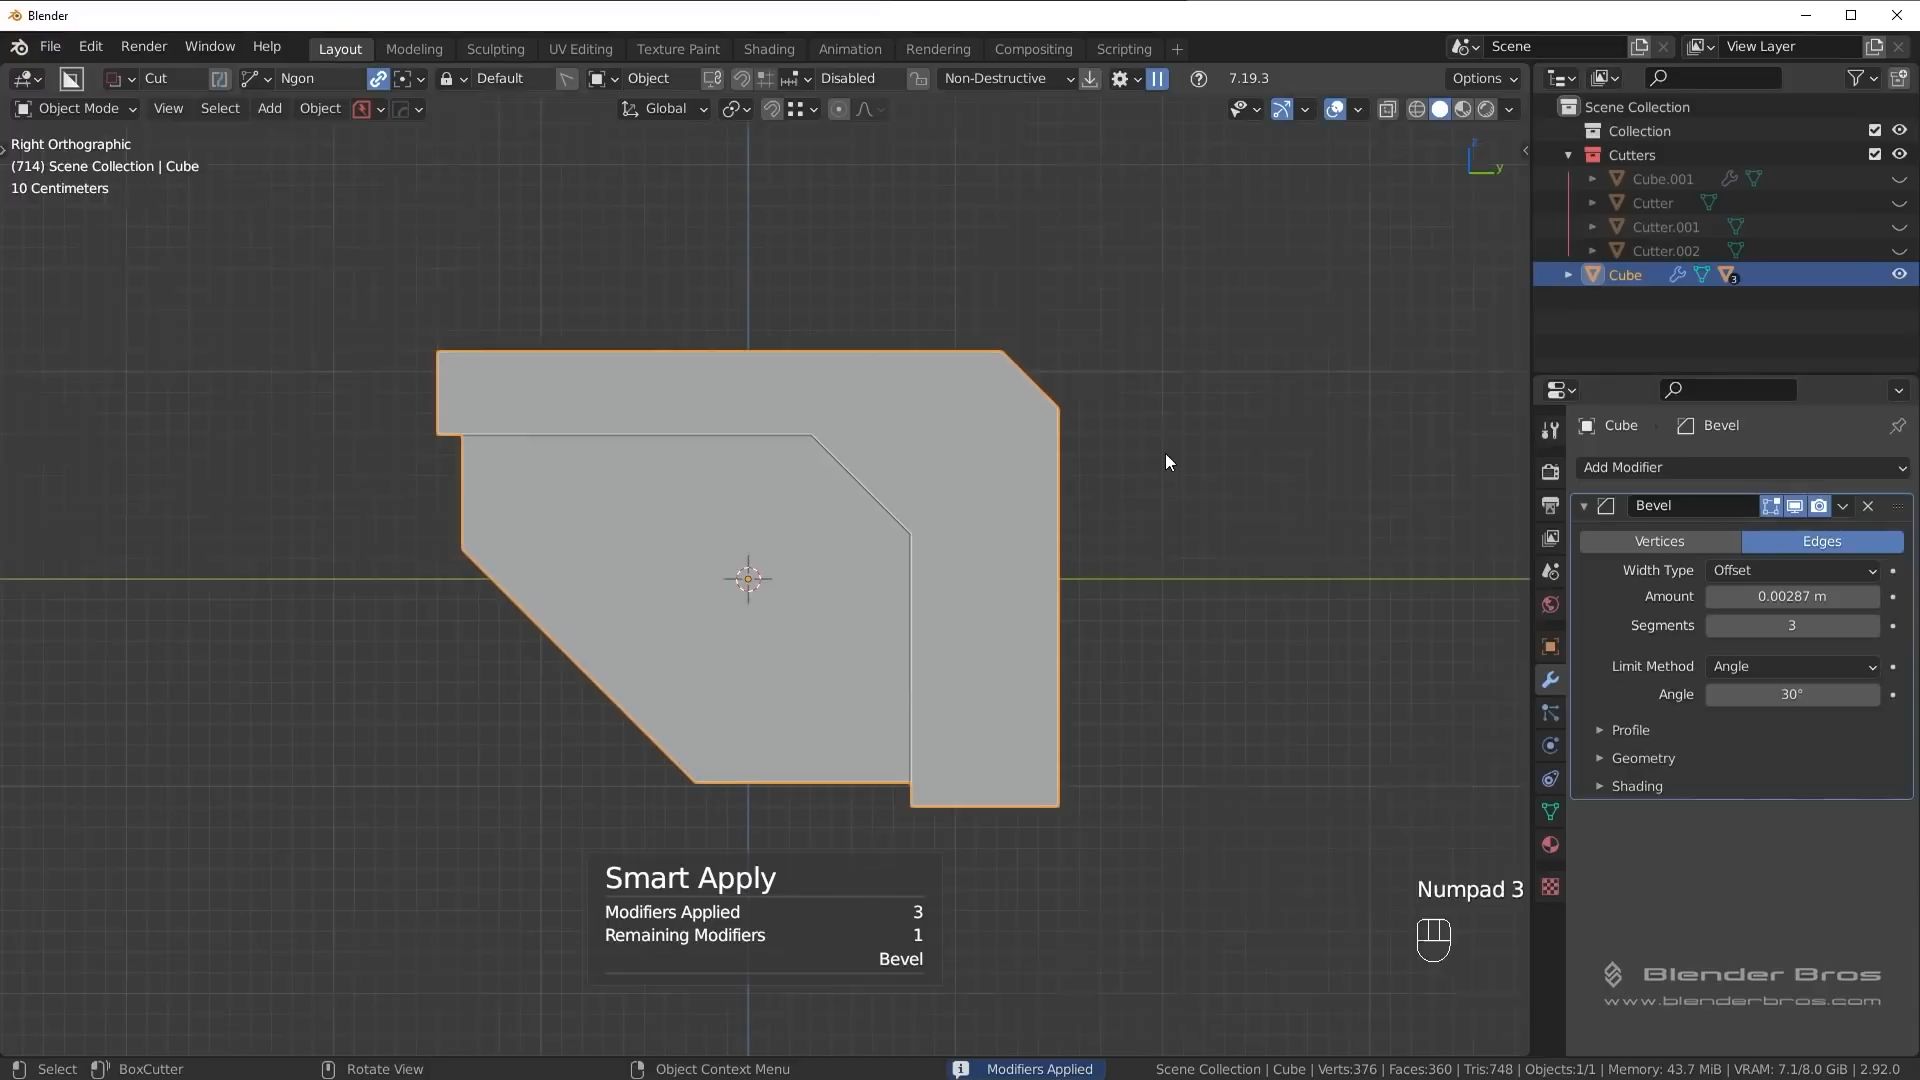 Blender
File Edit Render Window Help Layout Modeling Sculpting UV Editing Texture Paint Shading Animation Rendering Compositing Scripting + Scene View Layer
Cut Ngon Default Object Disabled Non-Destructive 7.19.3 Options
Object Mode View Select Add Object Global
Right Orthographic
(714) Scene Collection | Cube
10 Centimeters
z
y
Scene Collection
Collection
Cutters
Cube.001
Cutter
Cutter.001
Cutter.002
Cube 3
Cube Bevel
Add Modifier
Bevel
Vertices Edges
Width Type Offset
Amount 0.00287 m
Segments 3
Limit Method Angle
Angle 30°
Profile
Geometry
Shading
Smart Apply
Modifiers Applied 3
Remaining Modifiers 1
Bevel
Numpad 3
Blender Bros
www.blenderbros.com
Select BoxCutter Rotate View Object Context Menu Modifiers Applied Scene Collection | Cube | Verts:376 | Faces:360 | Tris:748 | Objects:1/1 | Memory: 43.7 MiB | VRAM: 7.1/8.0 GiB | 2.92.0